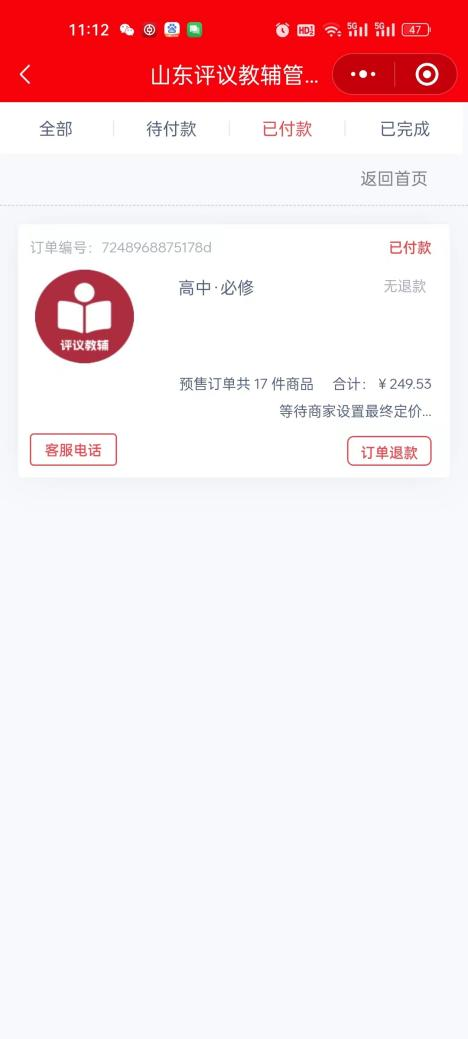 11:12 HD2 5G 5G 47
山东评议教辅管...
全部 待付款 已付款 已完成
返回首页
订单编号：7248968875178d 已付款
评议教辅
高中·必修 无退款
预售订单共 17 件商品 合计：￥249.53
等待商家设置最终定价...
客服电话 订单退款